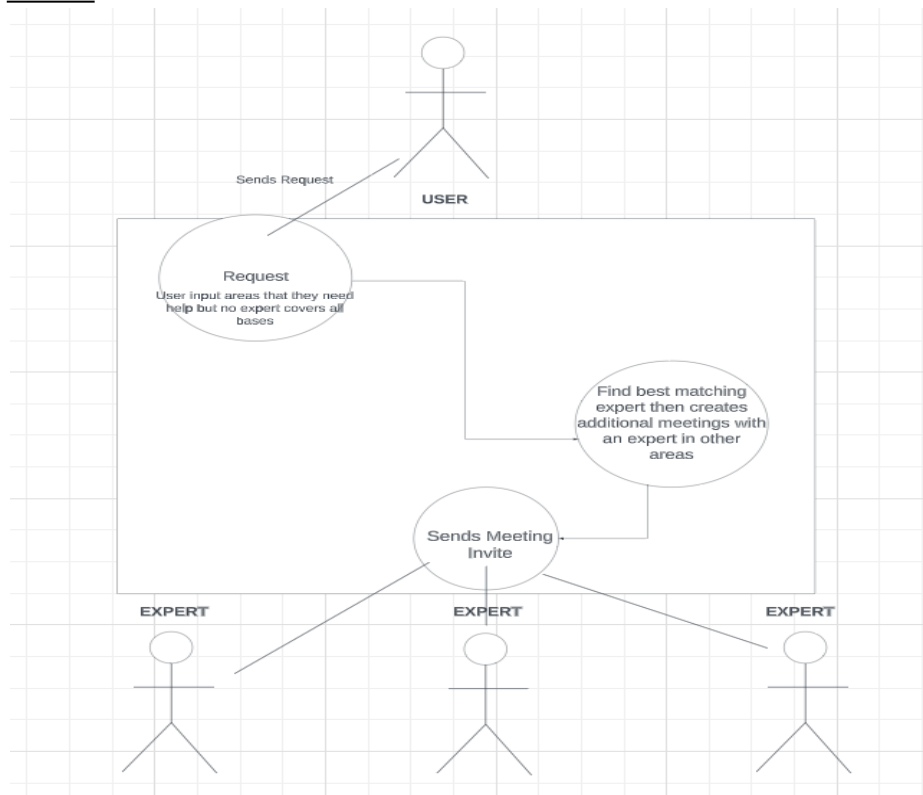 Sends Request
USER
Request
User input areas that they need
help but no expert covers all
bases
Find best matching
expert then creates
additional meetings with
an expert in other
areas
Sends Meeting
Invite
EXPERT
EXPERT
EXPERT